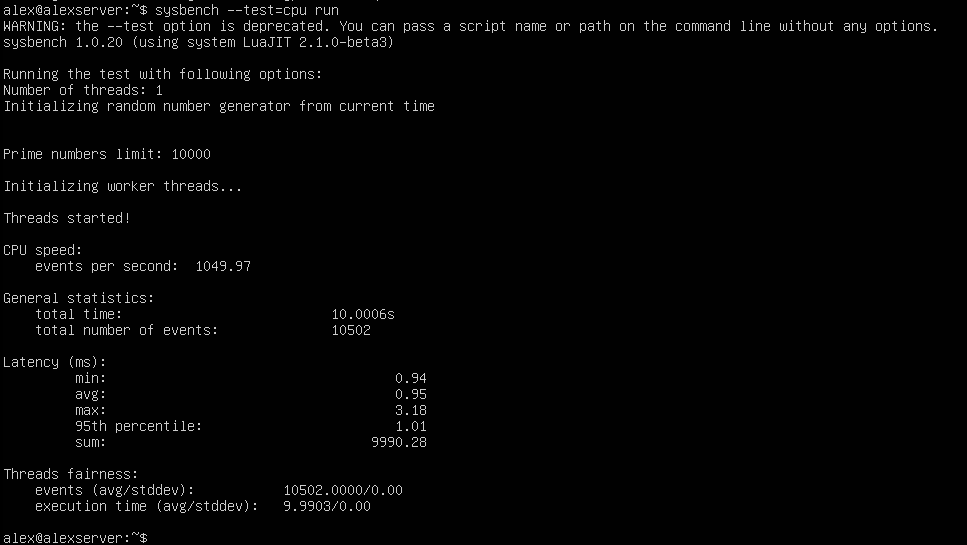 alex@alexserver:~$ sysbench --test=cpu run
WARNING: the --test option is deprecated. You can pass a script name or path on the command line without any options.
sysbench 1.0.20 (using system LuaJIT 2.1.0-beta3)
Running the test with following options:
Number of threads: 1
Initializing random number generator from current time
Prime numbers limit: 10000
Initializing worker threads...
Threads started!
CPU speed:
events per second: 1049.97
General statistics:
total time: 10.0006s
total number of events: 10502
Latency (ms):
min: 0.94
avg: 0.95
max: 3.18
95th percentile: 1.01
sum: 9990.28
Threads fairness:
events (avg/stddev): 10502.0000/0.00
execution time (avg/stddev): 9.9903/0.00
alex@alexserver:~$